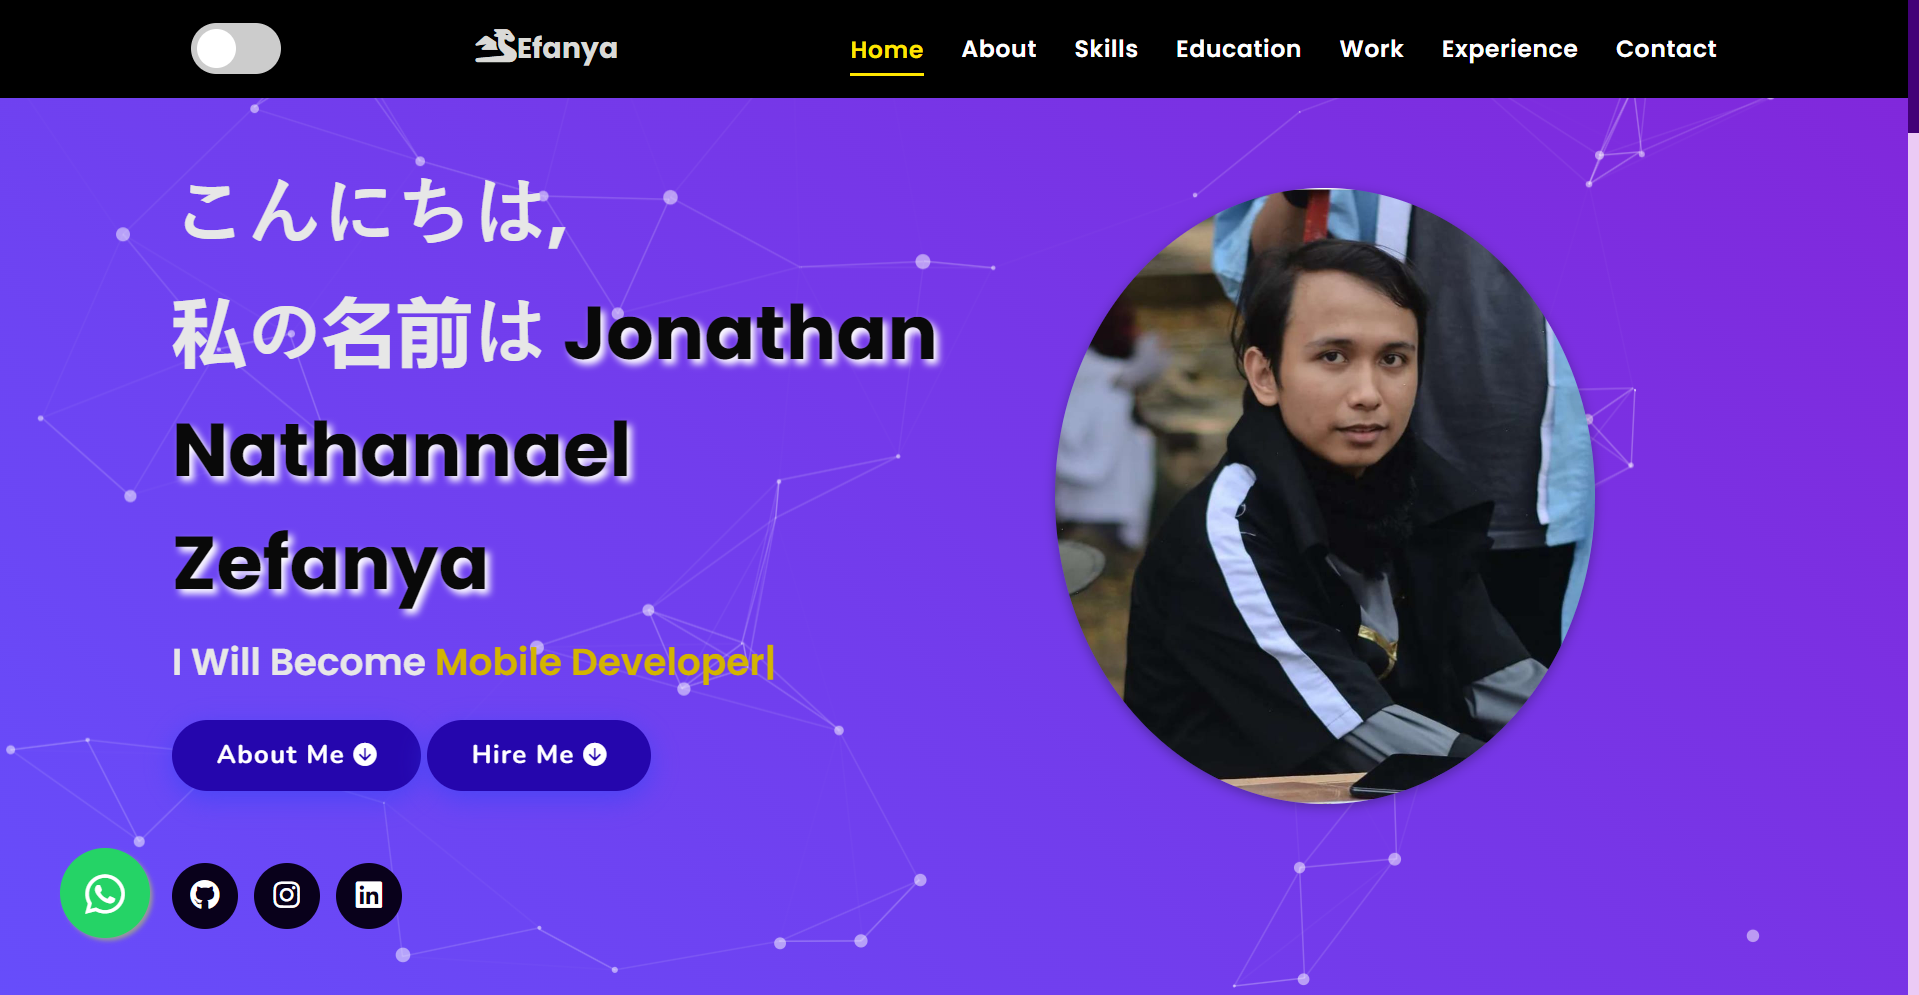 Efanya
Home About Skills Education Work Experience Contact
こんにちは,
私の名前は Jonathan
Nathannael
Zefanya
I Will Become Mobile Developer|
About Me Hire Me